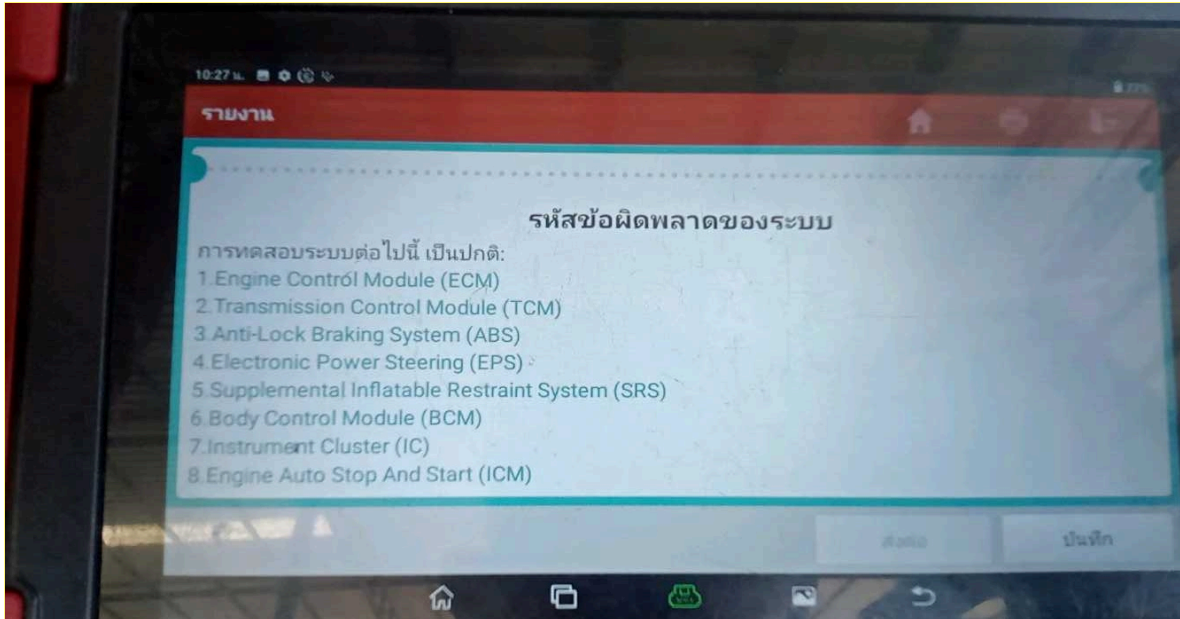 10:27 น.
77%
รายงาน
รหัสข้อผิดพลาดของระบบ
การทดสอบระบบต่อไปนี้ เป็นปกติ:
1.Engine Control Module (ECM)
2.Transmission Control Module (TCM)
3.Anti-Lock Braking System (ABS)
4.Electronic Power Steering (EPS)
5.Supplemental Inflatable Restraint System (SRS)
6.Body Control Module (BCM)
7.Instrument Cluster (IC)
8.Engine Auto Stop And Start (ICM)
ส่งต่อ
บันทึก